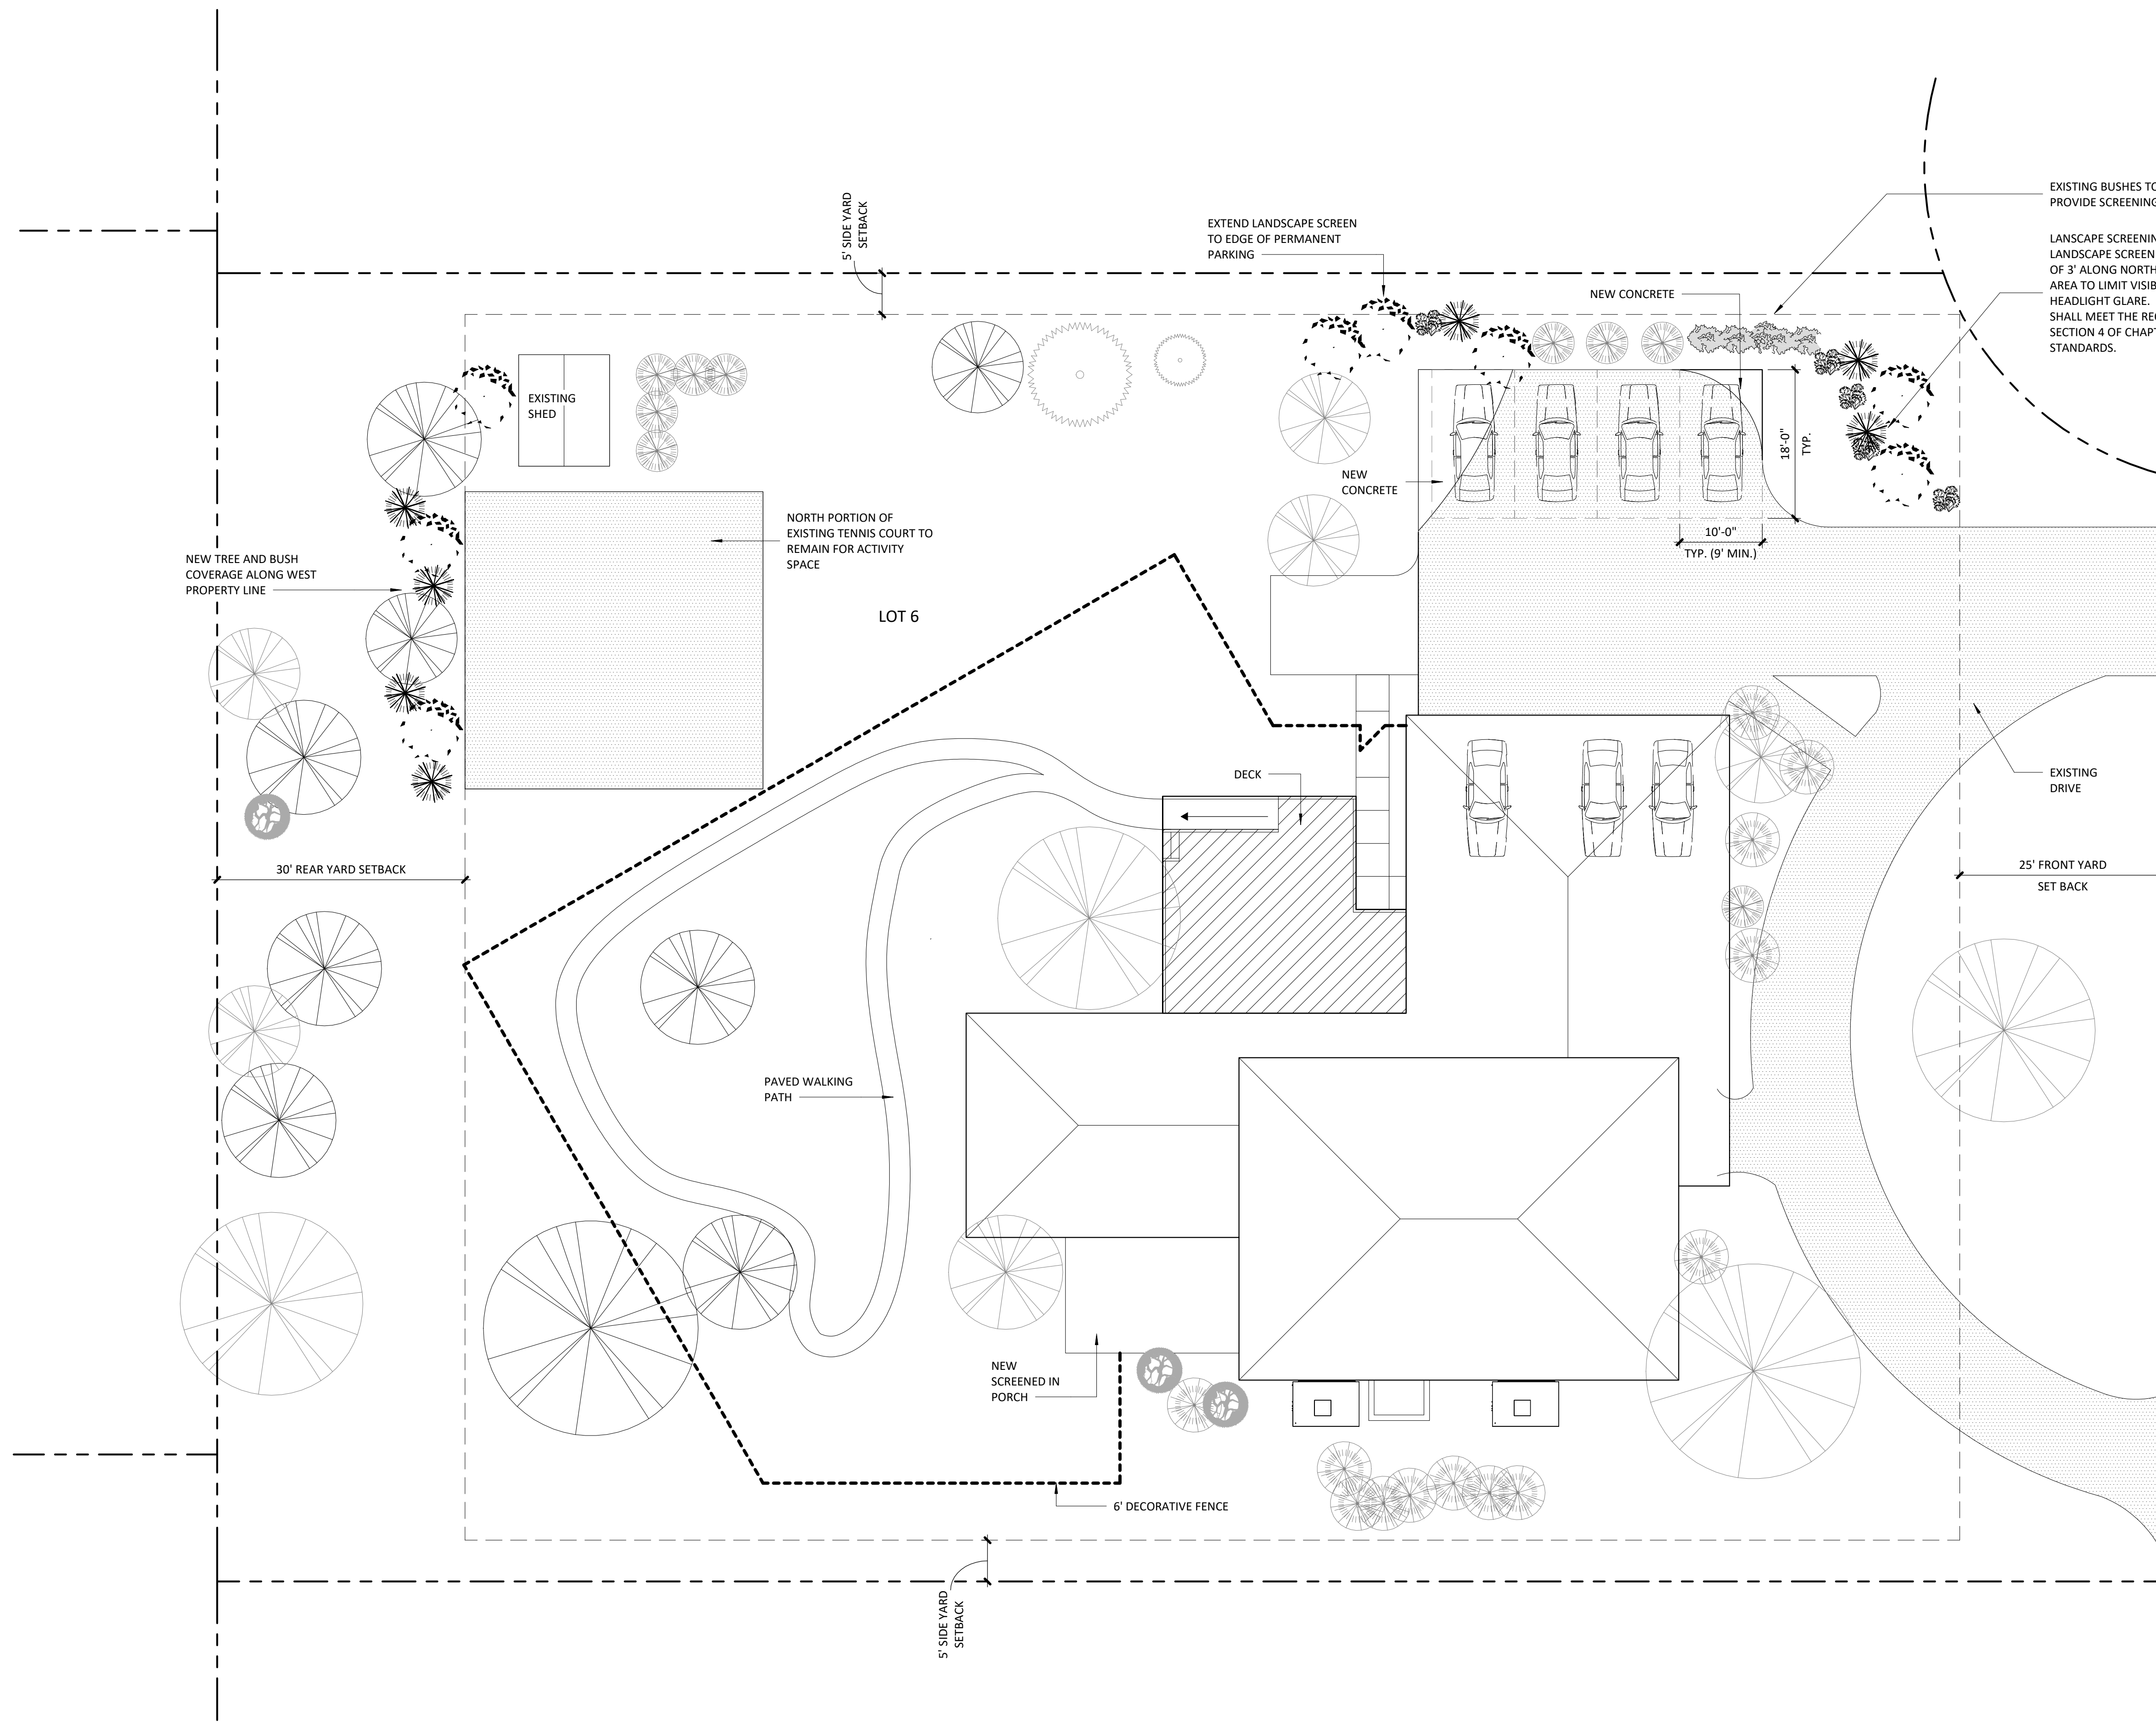 EXISTING BUSHES TO
PROVIDE SCREENING
5' SIDE YARD
SETBACK
EXTEND LANDSCAPE SCREEN
TO EDGE OF PERMANENT
PARKING
LANSCAPE SCREENIN
LANDSCAPE SCREEN
OF 3' ALONG NORTH
AREA TO LIMIT VISIB
HEADLIGHT GLARE.
SHALL MEET THE REQ
SECTION 4 OF CHAPT
STANDARDS.
NEW CONCRETE
EXISTING
SHED
18'-0"
TYP.
NEW
CONCRETE
NORTH PORTION OF
EXISTING TENNIS COURT TO
REMAIN FOR ACTIVITY
SPACE
10'-0"
TYP. (9' MIN.)
NEW TREE AND BUSH
COVERAGE ALONG WEST
PROPERTY LINE
LOT 6
DECK
EXISTING
DRIVE
30' REAR YARD SETBACK
25' FRONT YARD
SET BACK
PAVED WALKING
PATH
NEW
SCREENED IN
PORCH
6' DECORATIVE FENCE
5' SIDE YARD
SETBACK